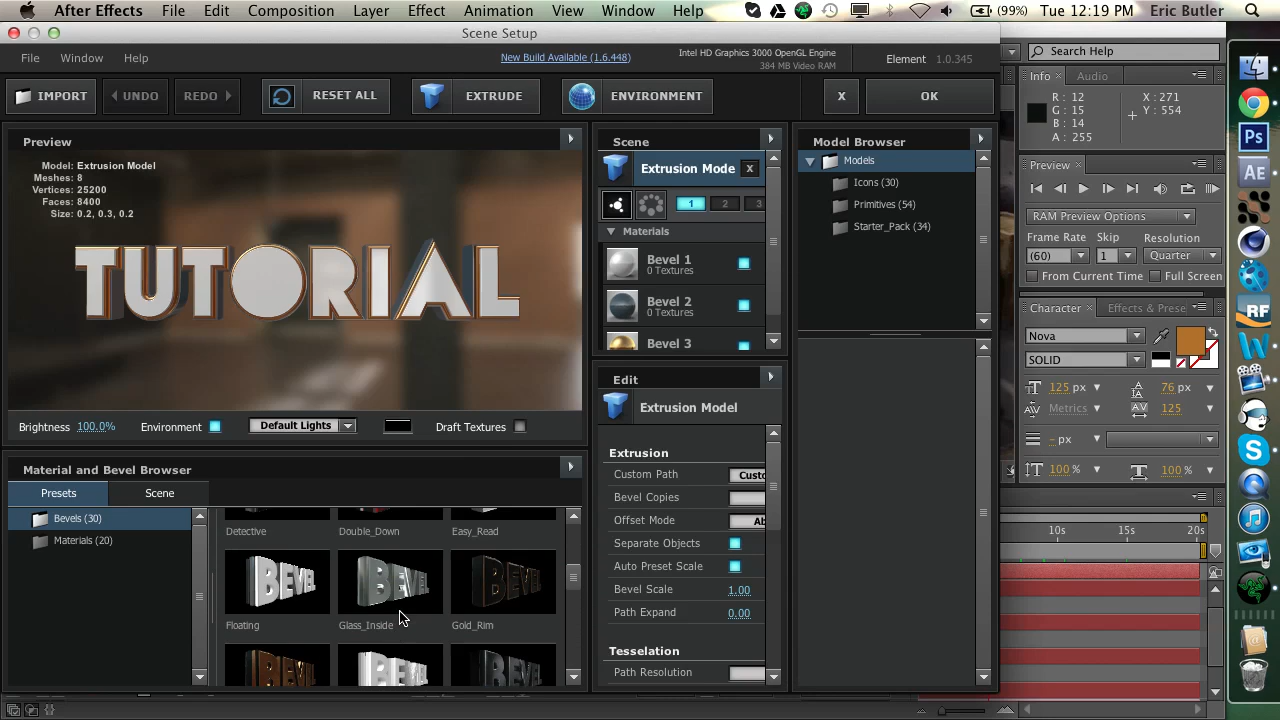 After Effects File Edit Composition Layer Effect Animation View Window Help (99%) Tue 12:19 PM Eric Butler
Scene Setup
File Window Help New Build Available (1.6.448) Intel HD Graphics 3000 OpenGL Engine
384 MB Video RAM Element 1.0.345
IMPORT UNDO REDO RESET ALL EXTRUDE ENVIRONMENT X OK
Preview
Model: Extrusion Model
Meshes: 8
Vertices: 25200
Faces: 8400
Size: 0.2, 0.3, 0.2
TUTORIAL
Brightness 100.0% Environment Default Lights Draft Textures
Material and Bevel Browser
Presets Scene
Bevels (30)
Materials (20)
Detective Double_Down Easy_Read
BEVEL BEVEL BEVEL
Floating Glass_Inside Gold_Rim
BEVEL BEVEL BEVEL
Scene
Extrusion Mode X
1 2 3
Materials
Bevel 1
0 Textures
Bevel 2
0 Textures
Bevel 3
Edit
Extrusion Model
Extrusion
Custom Path Custo
Bevel Copies
Offset Mode Ab
Separate Objects
Auto Preset Scale
Bevel Scale 1.00
Path Expand 0.00
Tesselation
Path Resolution
Model Browser
Models
Icons (30)
Primitives (54)
Starter_Pack (34)
Search Help
Info Audio
R : 12 X : 271
G : 15 Y : 554
B : 14
A : 255
Preview
RAM Preview Options
Frame Rate Skip Resolution
(60) 1 Quarter
From Current Time Full Screen
Character Effects & Prese
Nova
SOLID
125 px 76 px
Metrics 125
- px
100 % 100 %
10s 15s 20s
Ps
AE
RF
W
S